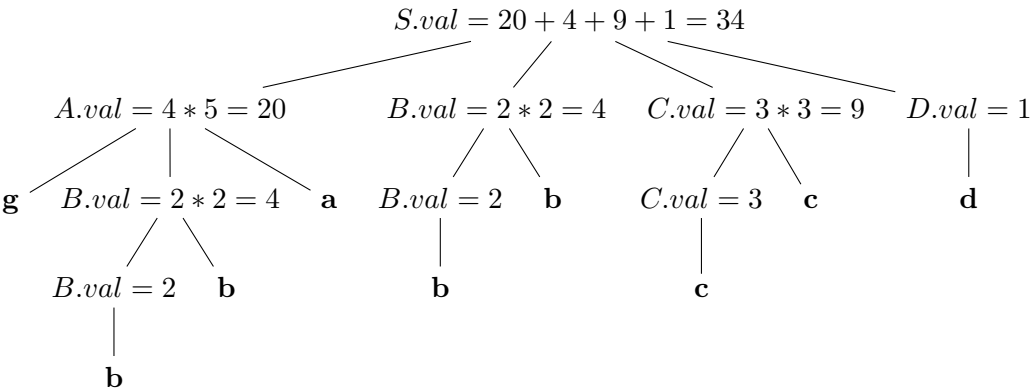 S.val = 20 + 4 + 9 + 1 = 34
A.val = 4 ∗ 5 = 20 B.val = 2 ∗ 2 = 4 C.val = 3 ∗ 3 = 9 D.val = 1
g B.val = 2 ∗ 2 = 4 a B.val = 2 b C.val = 3 c d
B.val = 2 b b c
b